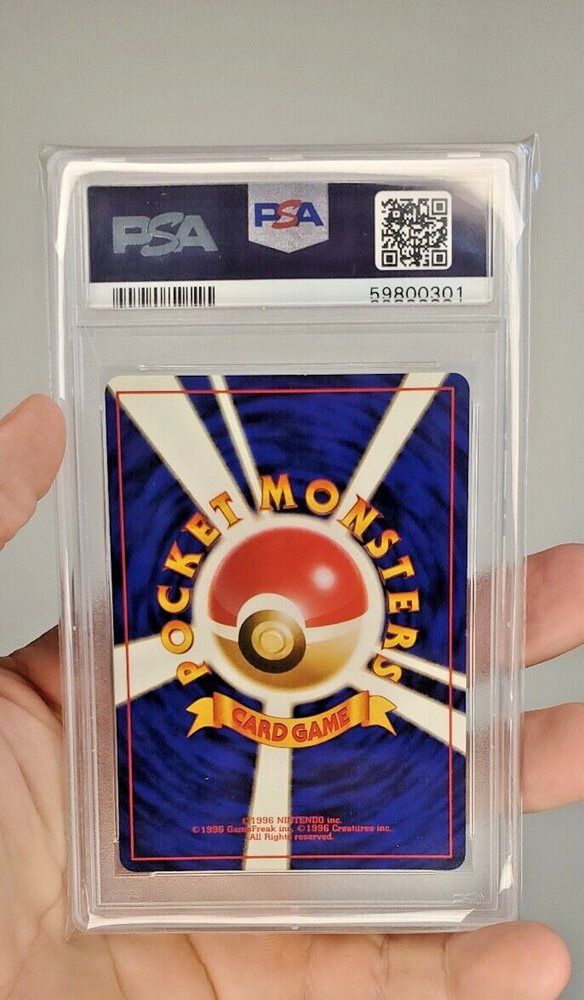 PSA PSA
59800301
POCKET MONSTERS
CARD GAME
©1996 NINTENDO inc.
©1996 GameFreak inc. ©1996 Creatures inc.
All Rights reserved.